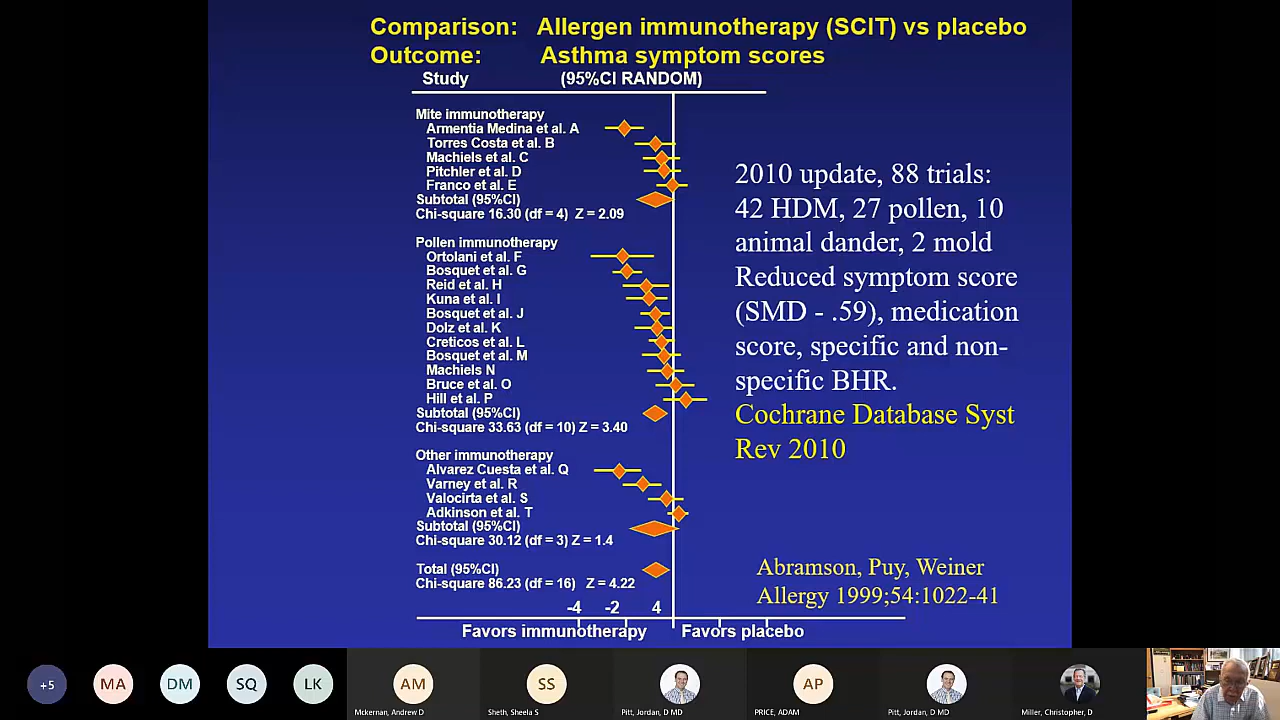 Comparison: Allergen immunotherapy (SCIT) vs placebo
Outcome: Asthma symptom scores
Study (95%CI RANDOM)
Mite immunotherapy
Armentia Medina et al. A
Torres Costa et al. B
Machiels et al. C
Pitchler et al. D
Franco et al. E
Subtotal (95%CI)
Chi-square 16.30 (df = 4) Z = 2.09
Pollen immunotherapy
Ortolani et al. F
Bosquet et al. G
Reid et al. H
Kuna et al. I
Bosquet et al. J
Dolz et al. K
Creticos et al. L
Bosquet et al. M
Machiels N
Bruce et al. O
Hill et al. P
Subtotal (95%CI)
Chi-square 33.63 (df = 10) Z = 3.40
Other immunotherapy
Alvarez Cuesta et al. Q
Varney et al. R
Valocirta et al. S
Adkinson et al. T
Subtotal (95%CI)
Chi-square 30.12 (df = 3) Z = 1.4
Total (95%CI)
Chi-square 86.23 (df = 16) Z = 4.22
-4 -2 4
Favors immunotherapy Favors placebo
2010 update, 88 trials:
42 HDM, 27 pollen, 10
animal dander, 2 mold
Reduced symptom score
(SMD - .59), medication
score, specific and non-
specific BHR.
Cochrane Database Syst
Rev 2010
Abramson, Puy, Weiner
Allergy 1999;54:1022-41
+5 MA DM SQ LK AM SS AP
Mckernan, Andrew D Sheth, Sheela S Pitt, Jordan D MD PRICE, ADAM Pitt, Jordan D MD Miller, Christopher, D